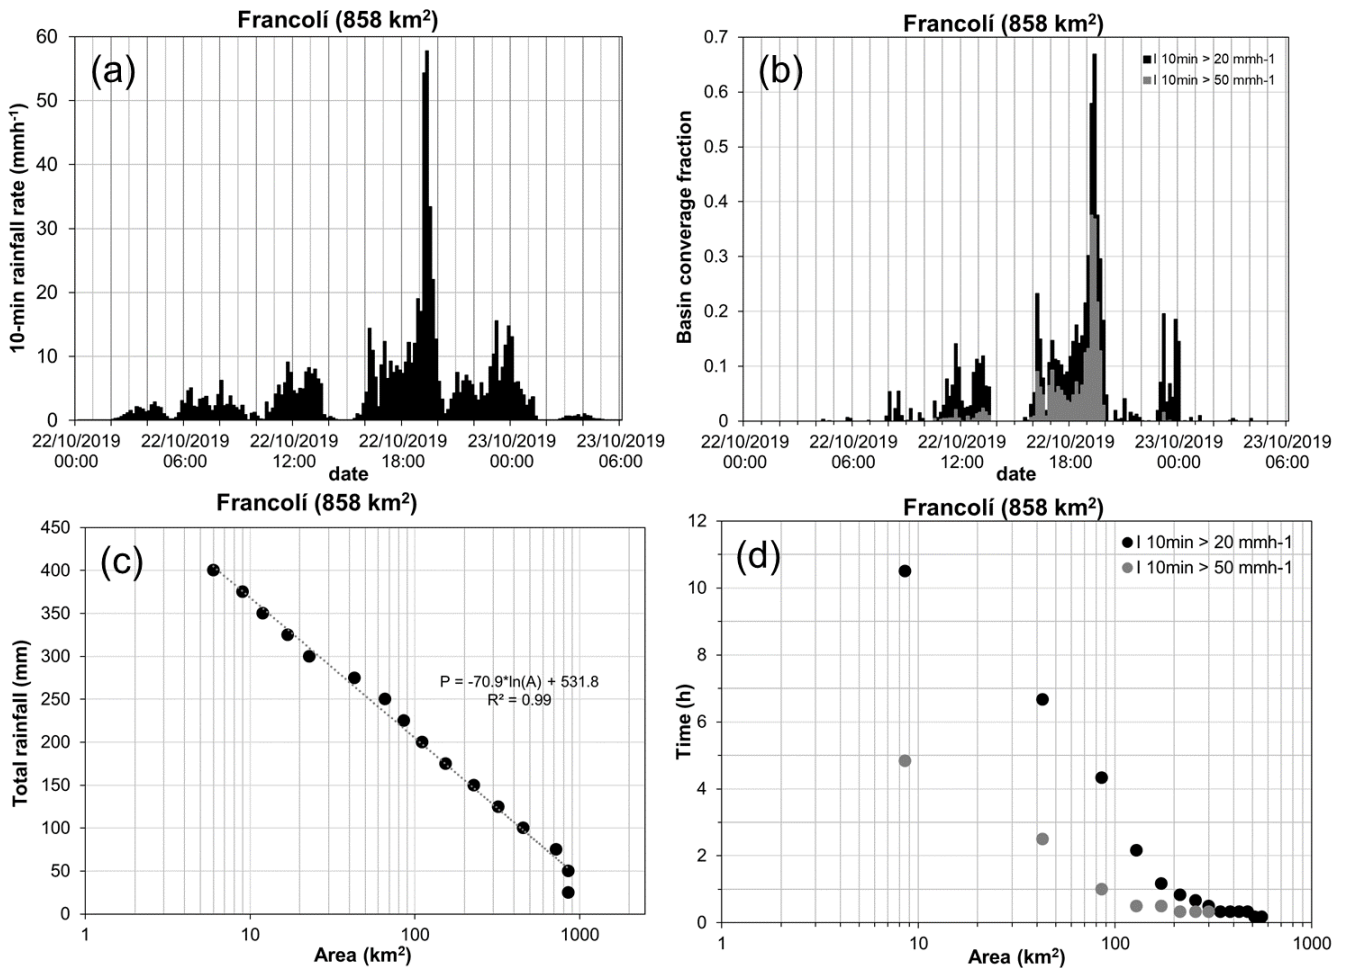 Francolí (858 km²)
(a)
10-min rainfall rate (mmh⁻¹)
60
50
40
30
20
10
0
22/10/2019 22/10/2019 22/10/2019 22/10/2019 23/10/2019 23/10/2019
00:00 06:00 12:00 18:00 00:00 06:00
date
Francolí (858 km²)
(b)
I 10min > 20 mmh-1
I 10min > 50 mmh-1
Basin converage fraction
0.7
0.6
0.5
0.4
0.3
0.2
0.1
0
22/10/2019 22/10/2019 22/10/2019 22/10/2019 23/10/2019 23/10/2019
00:00 06:00 12:00 18:00 00:00 06:00
date
Francolí (858 km²)
(c)
Total rainfall (mm)
450
400
350
300
250
200
150
100
50
0
P = -70.9*ln(A) + 531.8
R² = 0.99
1 10 100 1000
Area (km²)
Francolí (858 km²)
(d)
I 10min > 20 mmh-1
I 10min > 50 mmh-1
Time (h)
12
10
8
6
4
2
0
1 10 100 1000
Area (km²)